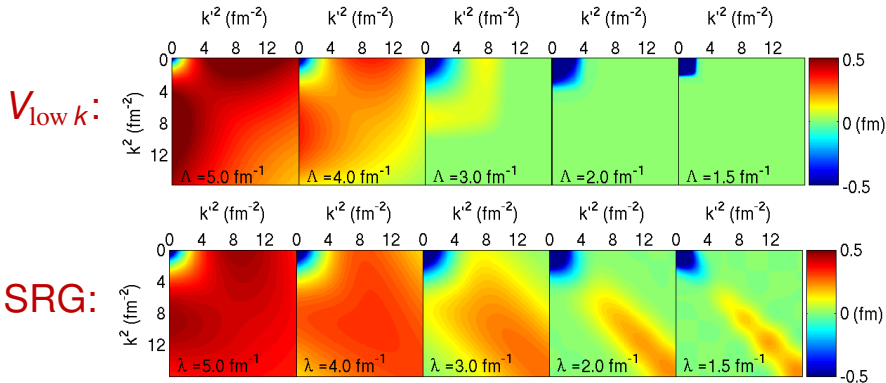 k'² (fm⁻²) k'² (fm⁻²) k'² (fm⁻²) k'² (fm⁻²) k'² (fm⁻²)
0 4 8 12 0 4 8 12 0 4 8 12 0 4 8 12 0 4 8 12
V_low k:
k² (fm⁻²)
0
4
8
12
Λ = 5.0 fm⁻¹ Λ = 4.0 fm⁻¹ Λ = 3.0 fm⁻¹ Λ = 2.0 fm⁻¹ Λ = 1.5 fm⁻¹
0.5
0 (fm)
-0.5
k'² (fm⁻²) k'² (fm⁻²) k'² (fm⁻²) k'² (fm⁻²) k'² (fm⁻²)
0 4 8 12 0 4 8 12 0 4 8 12 0 4 8 12 0 4 8 12
SRG:
k² (fm⁻²)
0
4
8
12
λ = 5.0 fm⁻¹ λ = 4.0 fm⁻¹ λ = 3.0 fm⁻¹ λ = 2.0 fm⁻¹ λ = 1.5 fm⁻¹
0.5
0 (fm)
-0.5